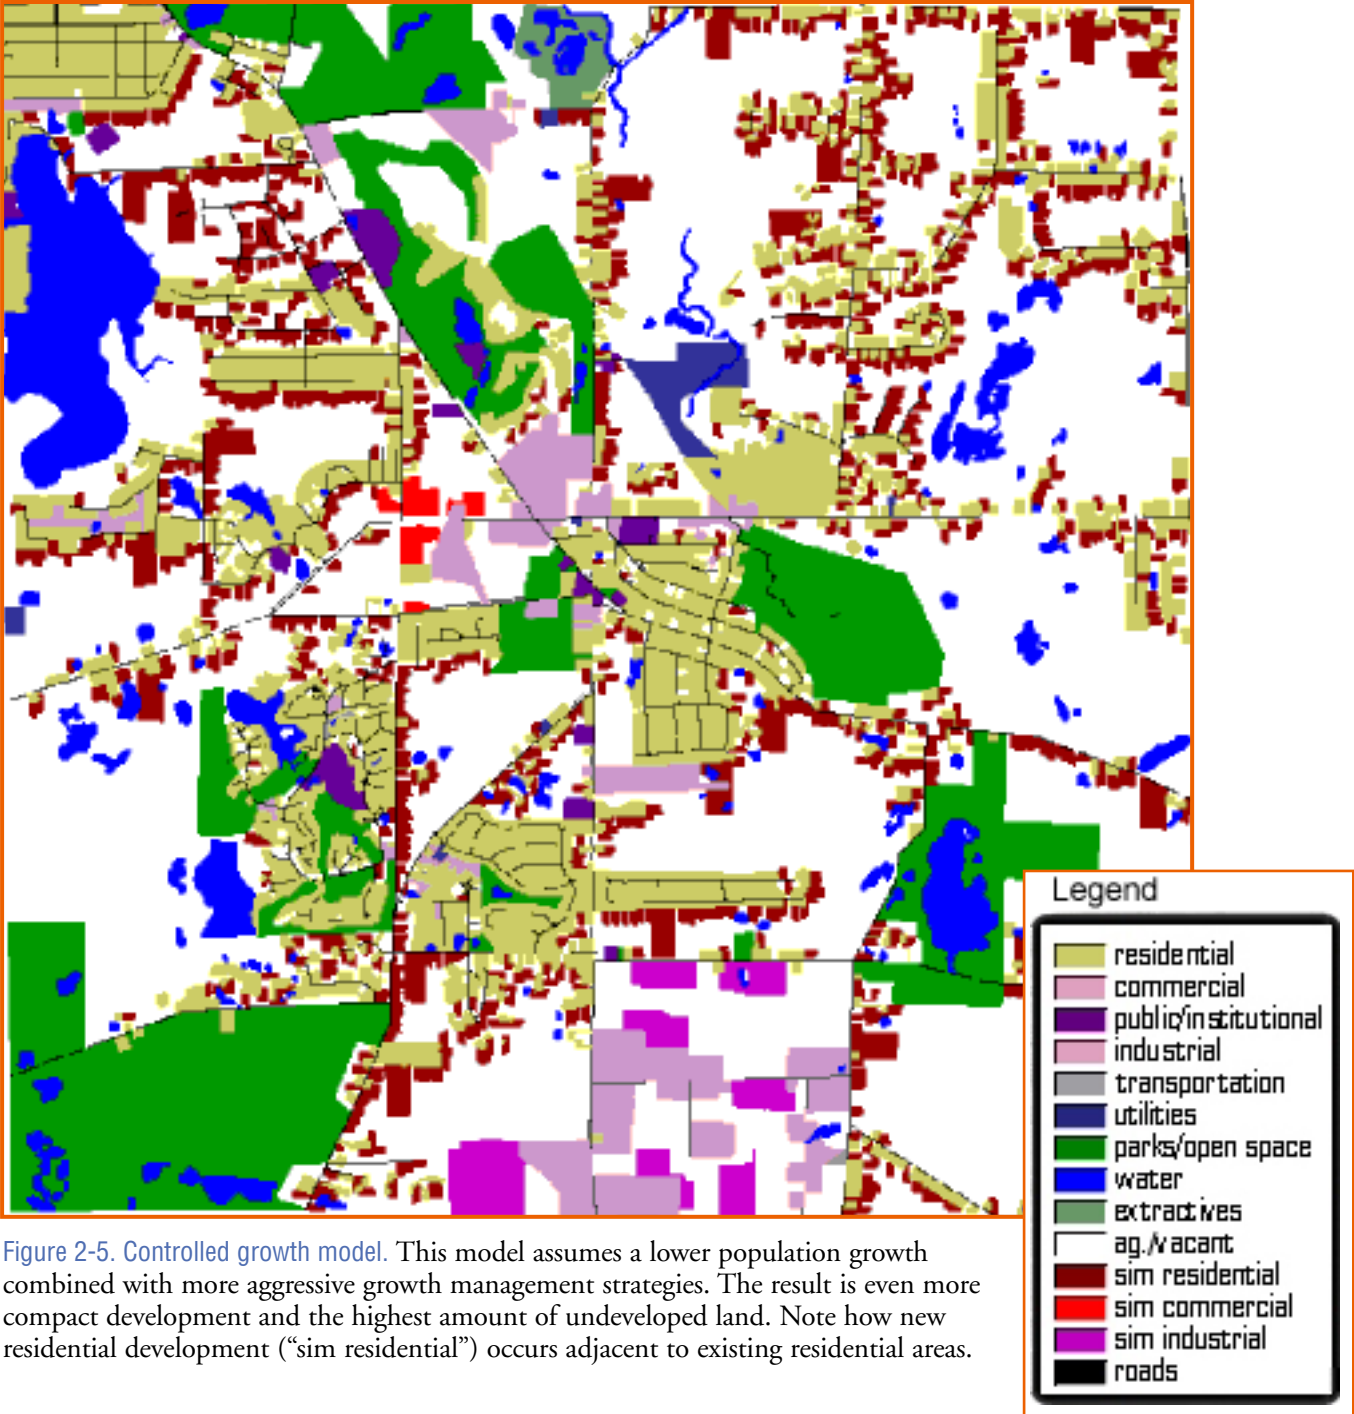 Legend
residential
commercial
public/institutional
industrial
transportation
utilities
parks/open space
water
extractives
ag./vacant
sim residential
sim commercial
sim industrial
roads
Figure 2-5. Controlled growth model. This model assumes a lower population growth
combined with more aggressive growth management strategies. The result is even more
compact development and the highest amount of undeveloped land. Note how new
residential development (“sim residential”) occurs adjacent to existing residential areas.